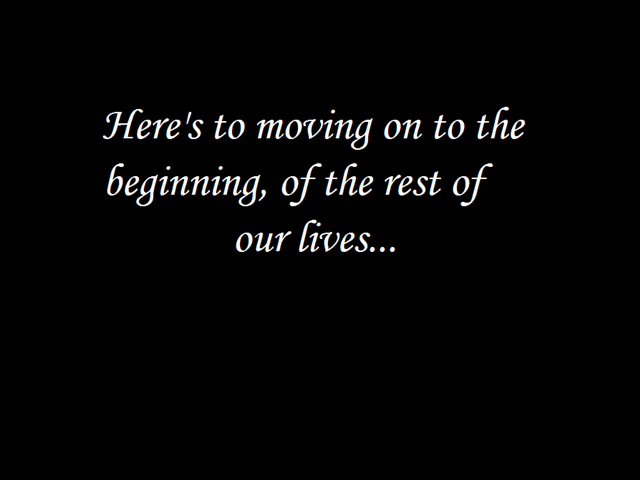 Here's to moving on to the
beginning, of the rest of
our lives...